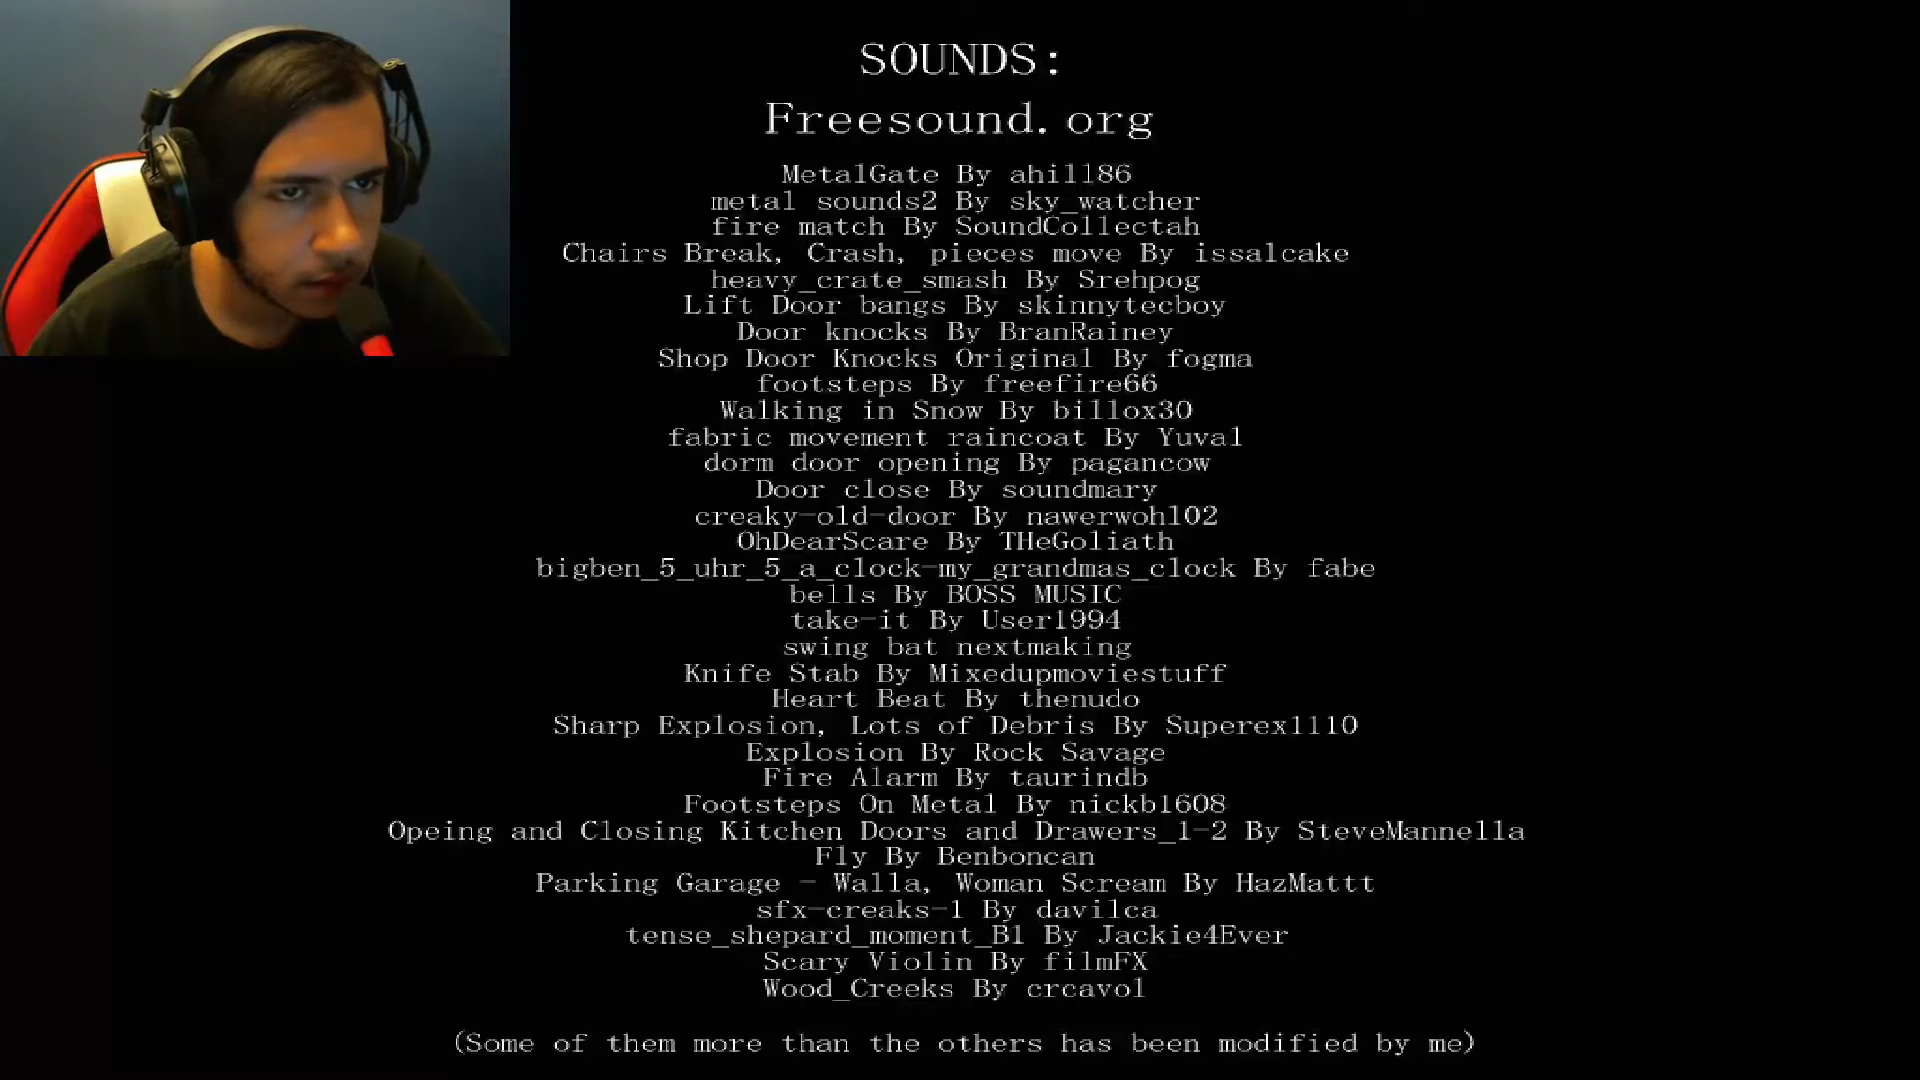 SOUNDS:
Freesound.org
MetalGate By ahill86
metal sounds2 By sky_watcher
fire match By SoundCollectah
Chairs Break, Crash, pieces move By issalcake
heavy_crate_smash By Srehpog
Lift Door bangs By skinnytecboy
Door knocks By BranRainey
Shop Door Knocks Original By fogma
footsteps By freefire66
Walking in Snow By billox30
fabric movement raincoat By Yuval
dorm door opening By pagancow
Door close By soundmary
creaky-old-door By nawerwohl02
OhDearScare By THeGoliath
bigben_5_uhr_5_a_clock-my_grandmas_clock By fabe
bells By BOSS MUSIC
take-it By User1994
swing bat nextmaking
Knife Stab By Mixedupmoviestuff
Heart Beat By thenudo
Sharp Explosion, Lots of Debris By Superex1110
Explosion By Rock Savage
Fire Alarm By taurindb
Footsteps On Metal By nickb1608
Opeing and Closing Kitchen Doors and Drawers_1-2 By SteveMannella
Fly By Benboncan
Parking Garage - Walla, Woman Scream By HazMattt
sfx-creaks-1 By davilca
tense_shepard_moment_B1 By Jackie4Ever
Scary Violin By filmFX
Wood_Creeks By crcavol
(Some of them more than the others has been modified by me)